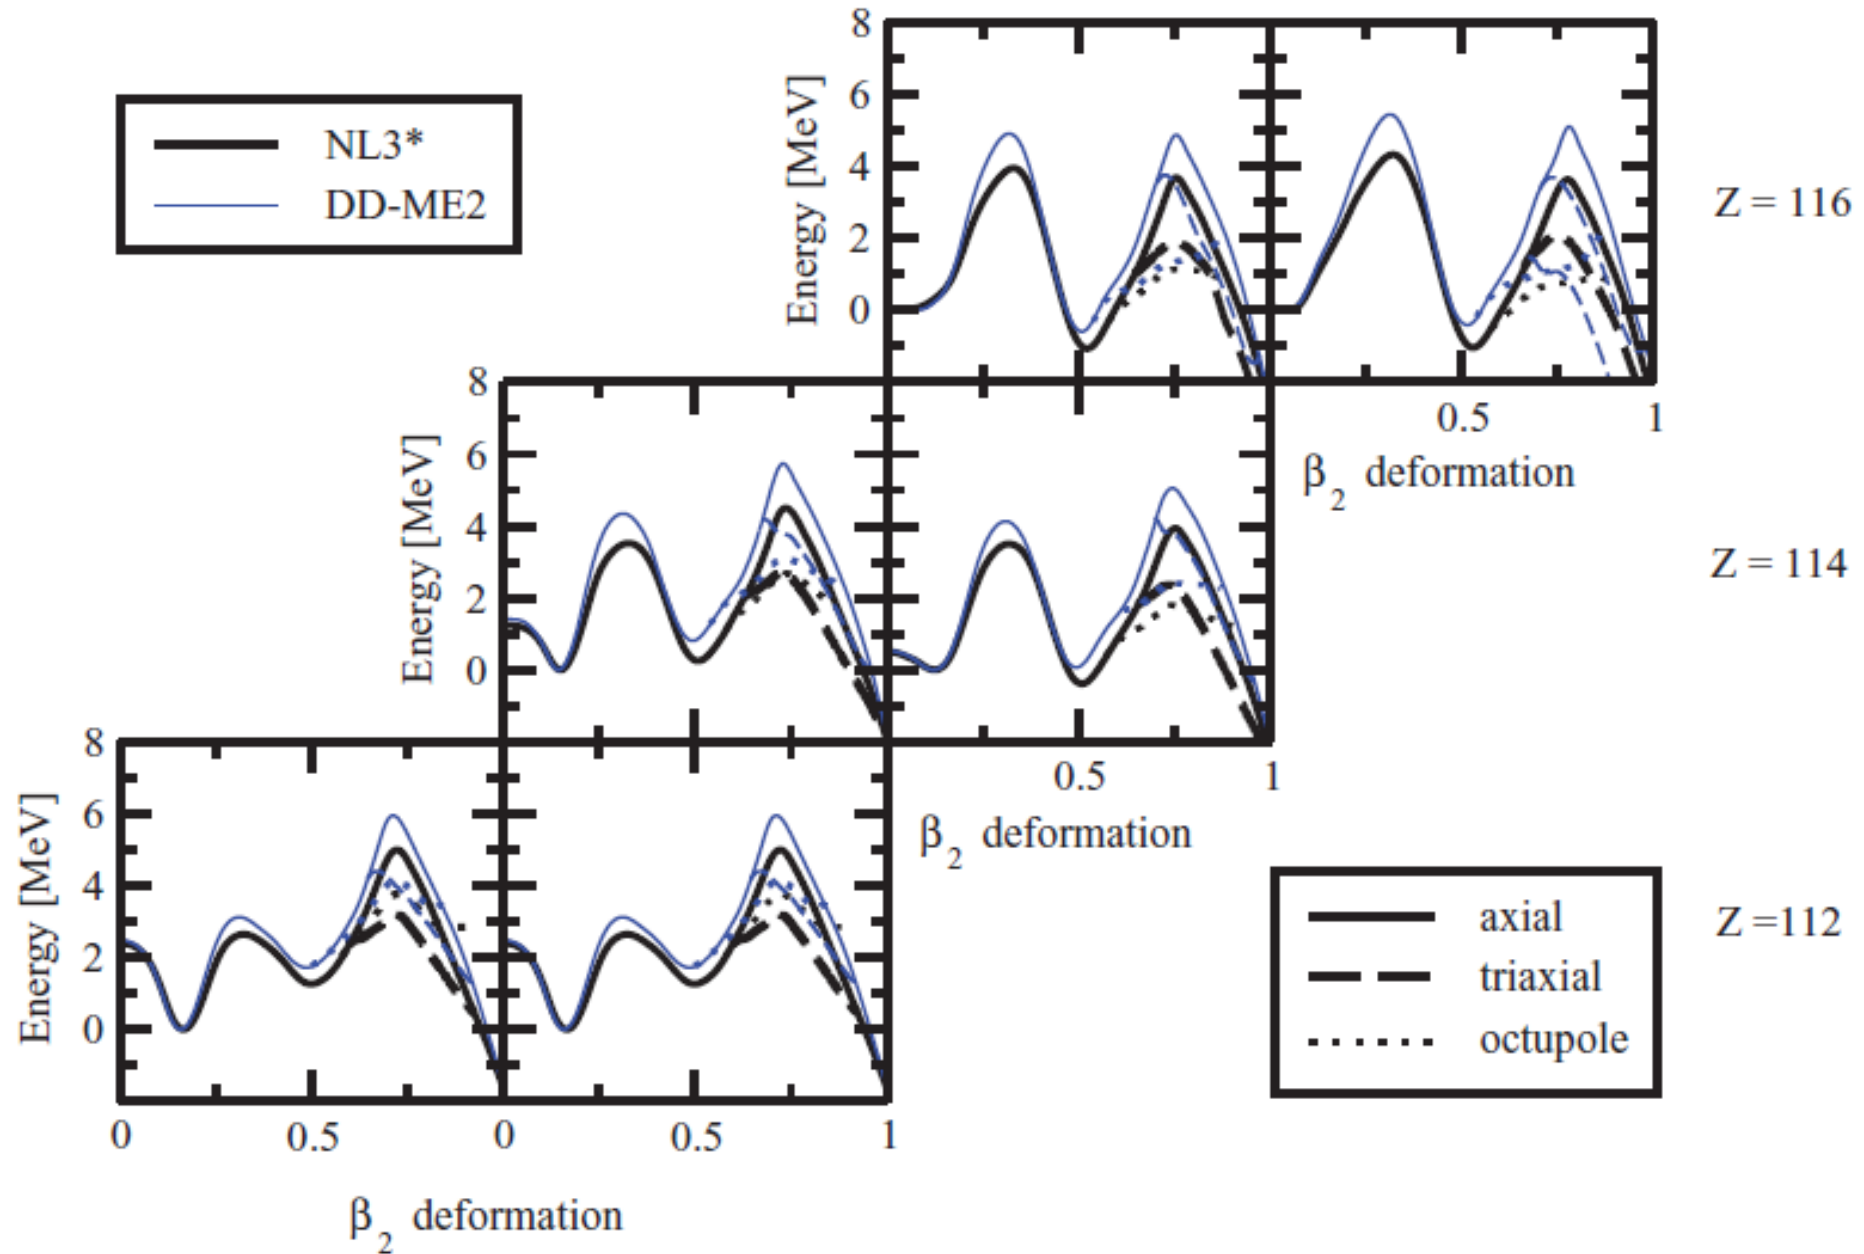 NL3*
DD-ME2
8
6
4
2
0
Energy [MeV]
Z = 116
0.5
1
β2 deformation
8
6
4
2
0
Energy [MeV]
Z = 114
0.5
1
β2 deformation
8
6
4
2
0
Energy [MeV]
Z =112
0
0.5
0
0.5
1
β2 deformation
axial
triaxial
octupole